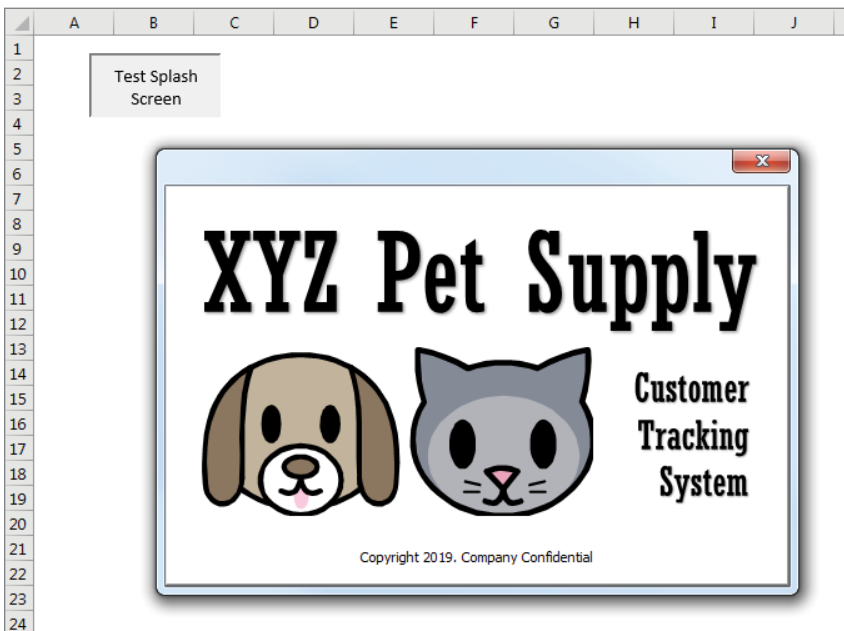 A B C D E F G H I J
1
2
3
4
5
6
7
8
9
10
11
12
13
14
15
16
17
18
19
20
21
22
23
24
Test Splash
Screen
X
XYZ Pet Supply
Customer
Tracking
System
Copyright 2019. Company Confidential